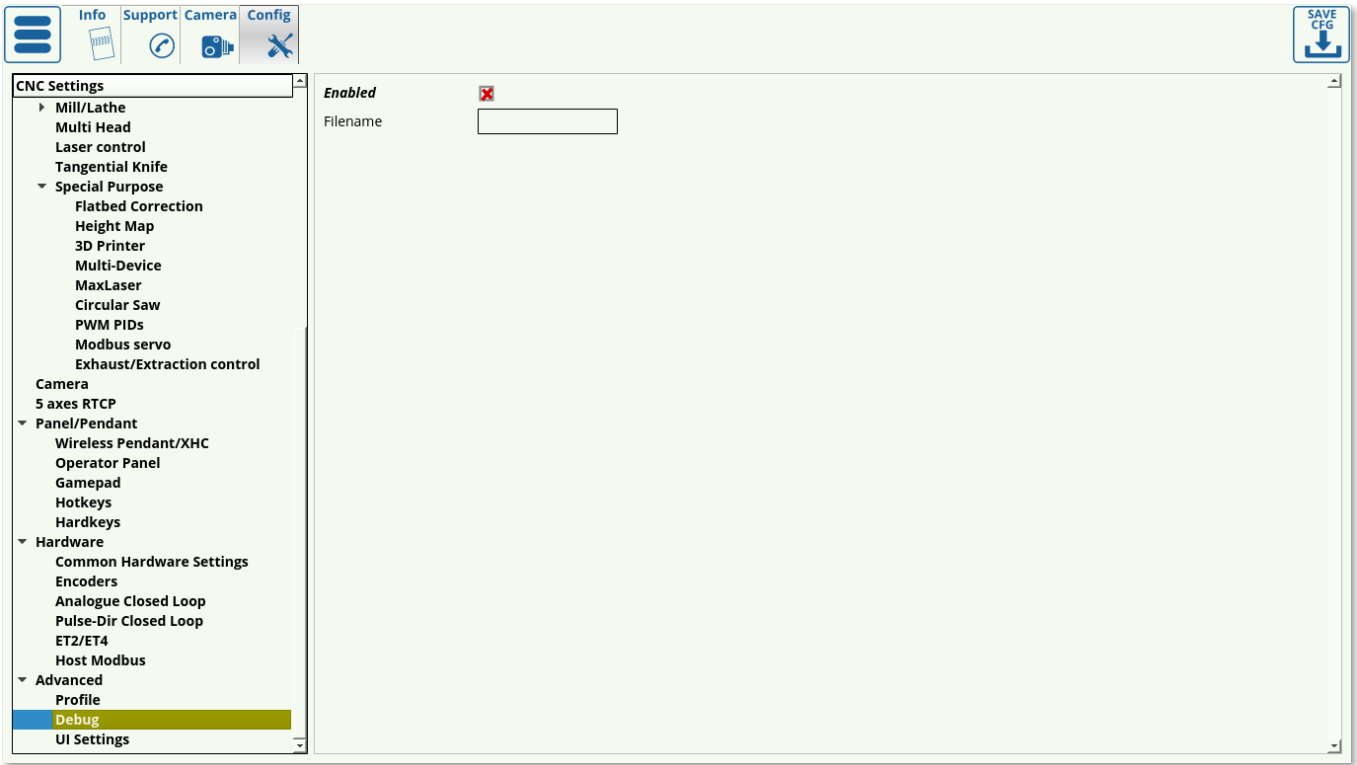 Info Support Camera Config
SAVE
CFG
CNC Settings
Mill/Lathe
Multi Head
Laser control
Tangential Knife
Special Purpose
Flatbed Correction
Height Map
3D Printer
Multi-Device
MaxLaser
Circular Saw
PWM PIDs
Modbus servo
Exhaust/Extraction control
Camera
5 axes RTCP
Panel/Pendant
Wireless Pendant/XHC
Operator Panel
Gamepad
Hotkeys
Hardkeys
Hardware
Common Hardware Settings
Encoders
Analogue Closed Loop
Pulse-Dir Closed Loop
ET2/ET4
Host Modbus
Advanced
Profile
Debug
UI Settings
Enabled
Filename